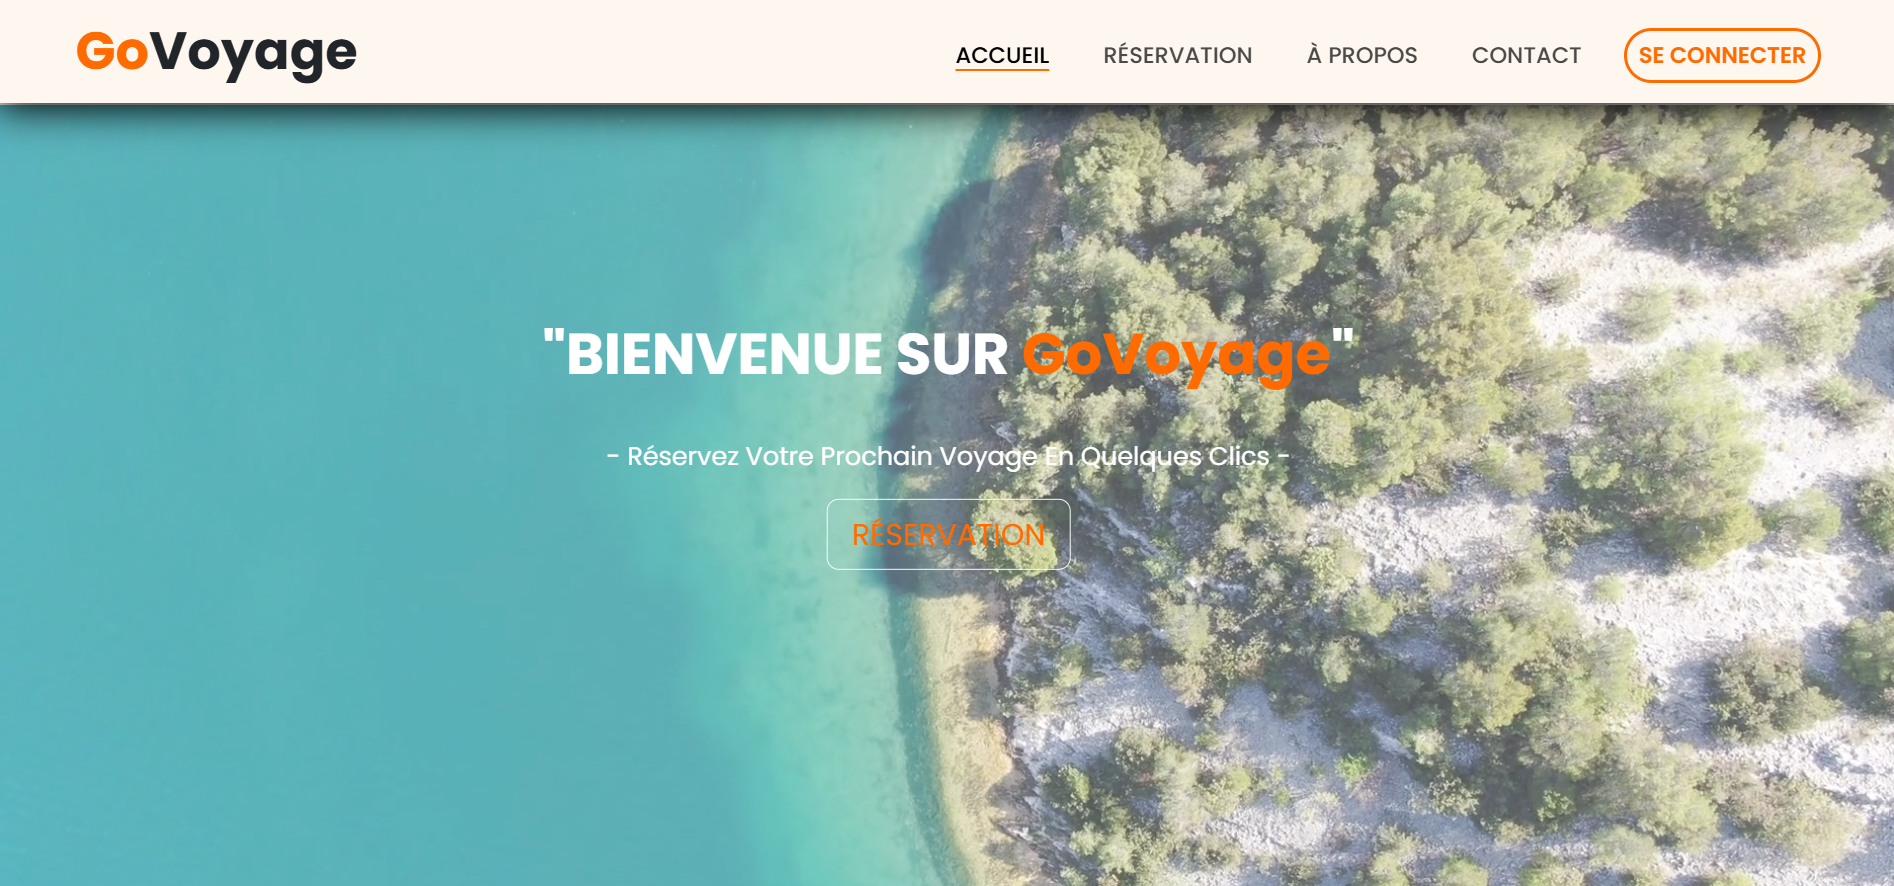 GoVoyage
ACCUEIL RÉSERVATION À PROPOS CONTACT SE CONNECTER
"BIENVENUE SUR GoVoyage"
- Réservez Votre Prochain Voyage En Quelques Clics -
RÉSERVATION